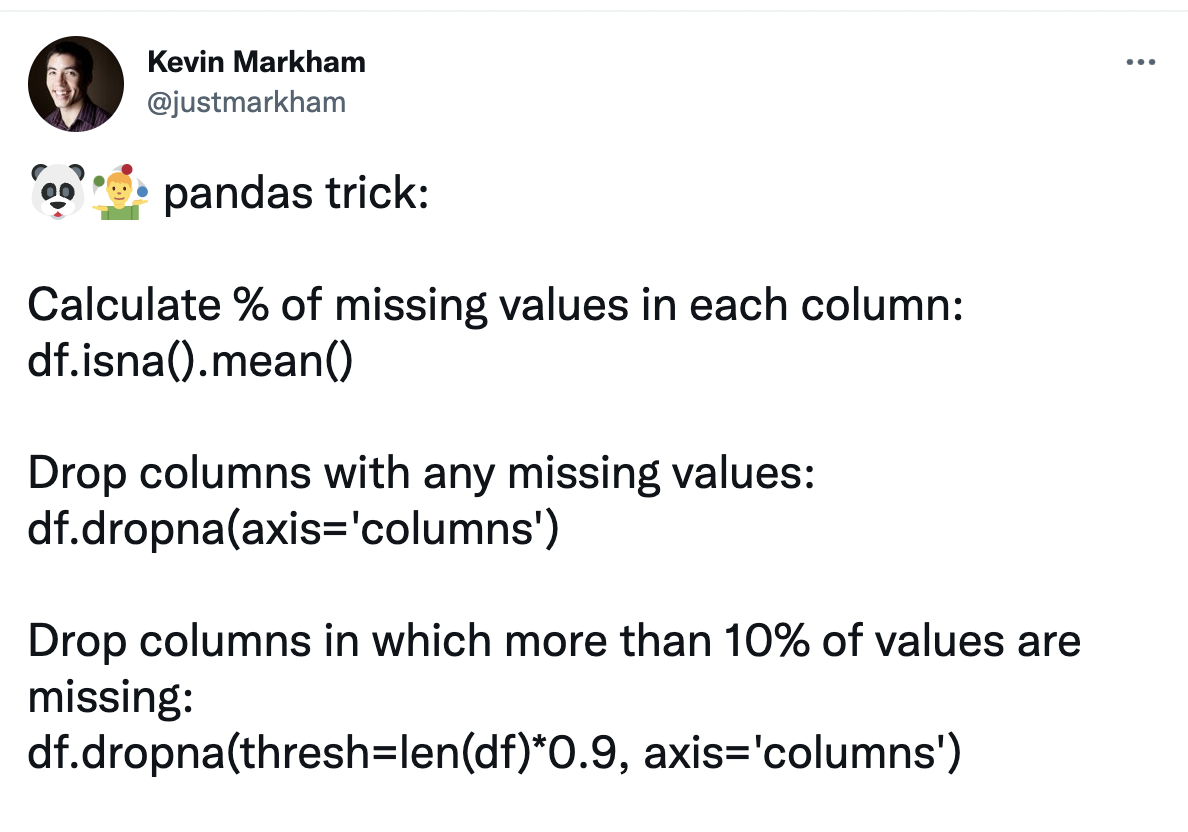 Kevin Markham
@justmarkham
🐼🤹‍♂️ pandas trick:
Calculate % of missing values in each column:
df.isna().mean()
Drop columns with any missing values:
df.dropna(axis='columns')
Drop columns in which more than 10% of values are
missing:
df.dropna(thresh=len(df)*0.9, axis='columns')